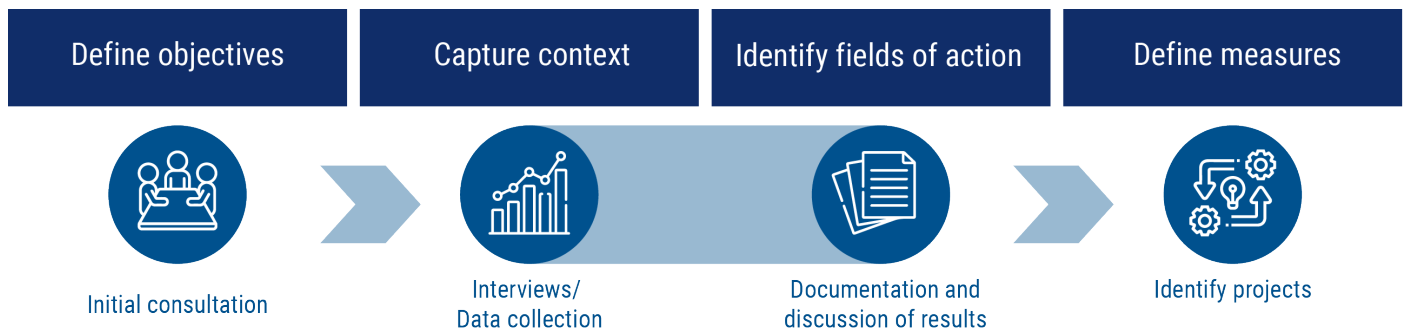 Define objectives
Capture context
Identify fields of action
Define measures
Initial consultation
Interviews/
Data collection
Documentation and
discussion of results
Identify projects